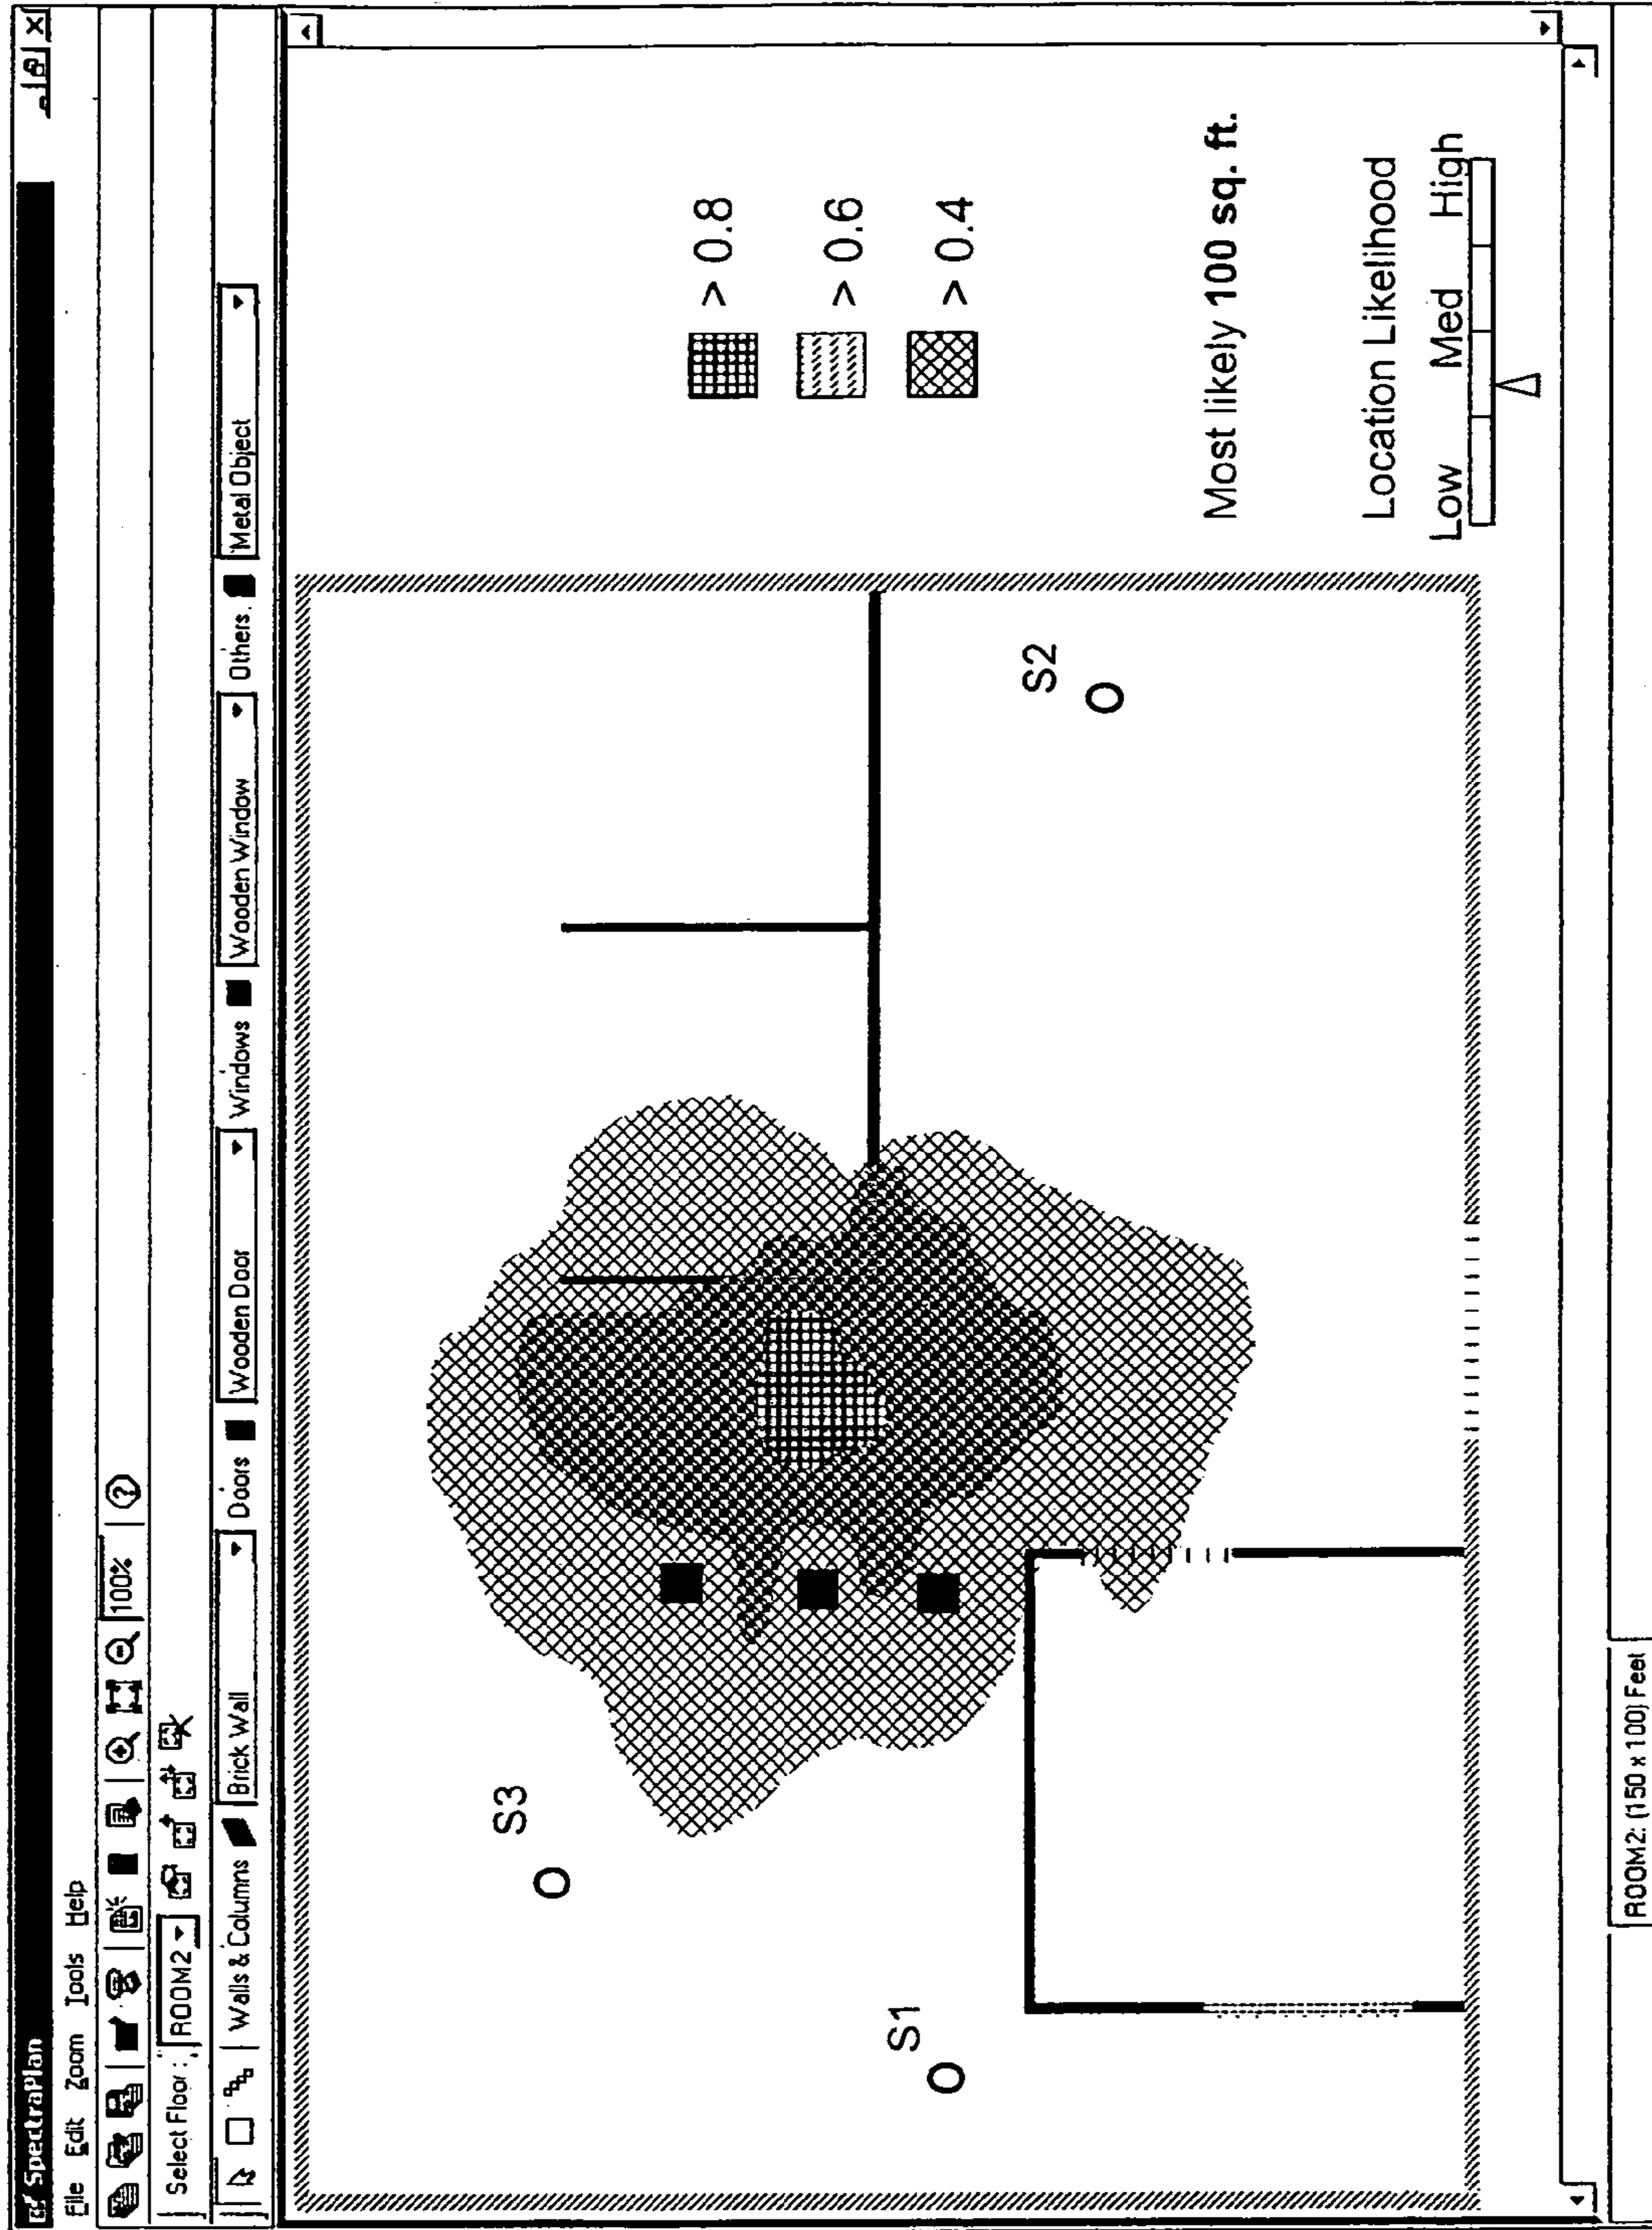 SpectraPlan
File Edit Zoom Tools Help
100%
Select Floor : ROOM2
Walls & Columns Brick Wall Doors Wooden Door Windows Wooden Window Others Metal Object
S3
S1
S2
> 0.8
> 0.6
> 0.4
Most likely 100 sq. ft.
Location Likelihood
Low Med High
ROOM2: (150 x 100) Feet